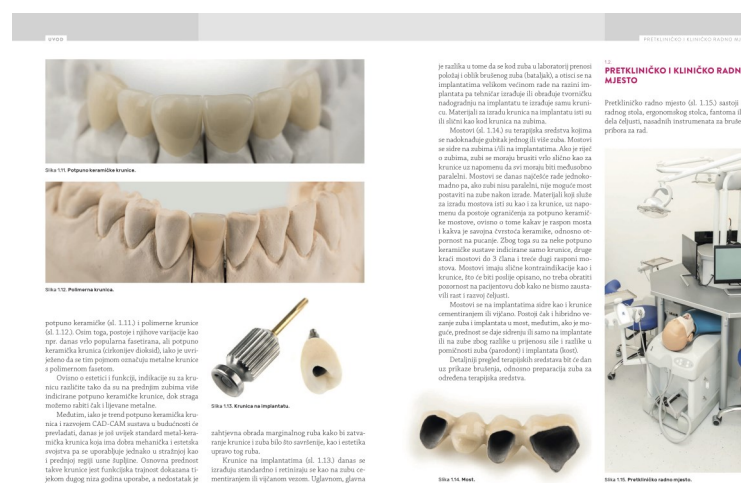 UVOD
Slika 1.11. Potpuno keramičke krunice.
Slika 1.12. Polimerna krunica.
potpuno keramičke (sl. 1.11.) i polimerne krunice
(sl. 1.12.). Osim toga, postoje i njihove varijacije kao
npr. danas vrlo popularna fasetirana, ali potpuno
keramička krunica (cirkonijev dioksid), iako je uvri-
ježeno da se tim pojmom označuju metalne krunice
s polimernom fasetom.
Ovisno o estetici i funkciji, indikacije su za kru-
nicu različite tako da su na prednjim zubima više
indicirane potpuno keramičke krunice, dok straga
možemo rabiti čak i lijevane metalne.
Međutim, iako je trend potpuno keramička kru-
nica i razvojem CAD-CAM sustava u budućnosti će
prevladati, danas je još uvijek standard metal-kera-
mička krunica koja ima dobra mehanička i estetska
svojstva pa se uporabljuje jednako u stražnjoj kao
i prednjoj regiji usne šupljine. Osnovna prednost
takve krunice jest funkcijska trajnost dokazana ti-
jekom dugog niza godina uporabe, a nedostatak je
Slika 1.13. Krunica na implantatu.
zahtjevna obrada marginalnog ruba kako bi zatva-
ranje krunice i zuba bilo što savršenije, kao i estetika
upravo tog ruba.
Krunice na implantatima (sl. 1.13.) danas se
izrađuju standardno i retiniraju se kao na zubu ce-
mentiranjem ili vijčanom vezom. Uglavnom, glavna
je razlika u tome da se kod zuba u laboratorij prenosi
položaj i oblik brušenog zuba (bataljak), a otisci se na
implantatima velikom većinom rade na razini im-
plantata pa tehničar izrađuje ili obrađuje tvorničku
nadogradnju na implantatu te izrađuje samu kruni-
cu. Materijali za izradu krunica na implantatu isti su
ili slični kao kod krunica na zubima.
Mostovi (sl. 1.14.) su terapijska sredstva kojima
se nadoknađuje gubitak jednog ili više zuba. Mostovi
se sidre na zubima i/ili na implantatima. Ako je riječ
o zubima, zubi se moraju brusiti vrlo slično kao za
krunice uz napomenu da svi moraju biti međusobno
paralelni. Mostovi se danas najčešće rade jednoko-
madno pa, ako zubi nisu paralelni, nije moguće most
postaviti na zube nakon izrade. Materijali koji služe
za izradu mostova isti su kao i za krunice, uz napo-
menu da postoje ograničenja za potpuno keramič-
ke mostove, ovisno o tome kakav je raspon mosta
i kakva je savojna čvrstoća keramike, odnosno ot-
pornost na pucanje. Zbog toga su za neke potpuno
keramičke sustave indicirane samo krunice, druge
kraći mostovi do 3 člana i treće dugi rasponi mo-
stova. Mostovi imaju slične kontraindikacije kao i
krunice, što će biti poslije opisano, no treba obratiti
pozornost na pacijentovu dob kako ne bismo zausta-
vili rast i razvoj čeljusti.
Mostovi se na implantatima sidre kao i krunice
cementiranjem ili vijčano. Postoji čak i hibridno ve-
zanje zuba i implantata u most, međutim, ako je mo-
guće, prednost se daje sidrenju ili samo na implantate
ili na zube zbog razlike u prijenosu sile i razlike u
pomičnosti zuba (parodont) i implantata (kost).
Detaljniji pregled terapijskih sredstava bit će dan
uz prikaze brušenja, odnosno preparacija zuba za
određena terapijska sredstva.
Slika 1.14. Most.
PRETKLINIČKO I KLINIČKO RADNO MJ
1.2.
PRETKLINIČKO I KLINIČKO RADN
MJESTO
Pretkliničko radno mjesto (sl. 1.15.) sastoji
radnog stola, ergonomskog stolca, fantoma il
dela čeljusti, nasadnih instrumenata za bruše
pribora za rad.
Slika 1.15. Pretkliničko radno mjesto.